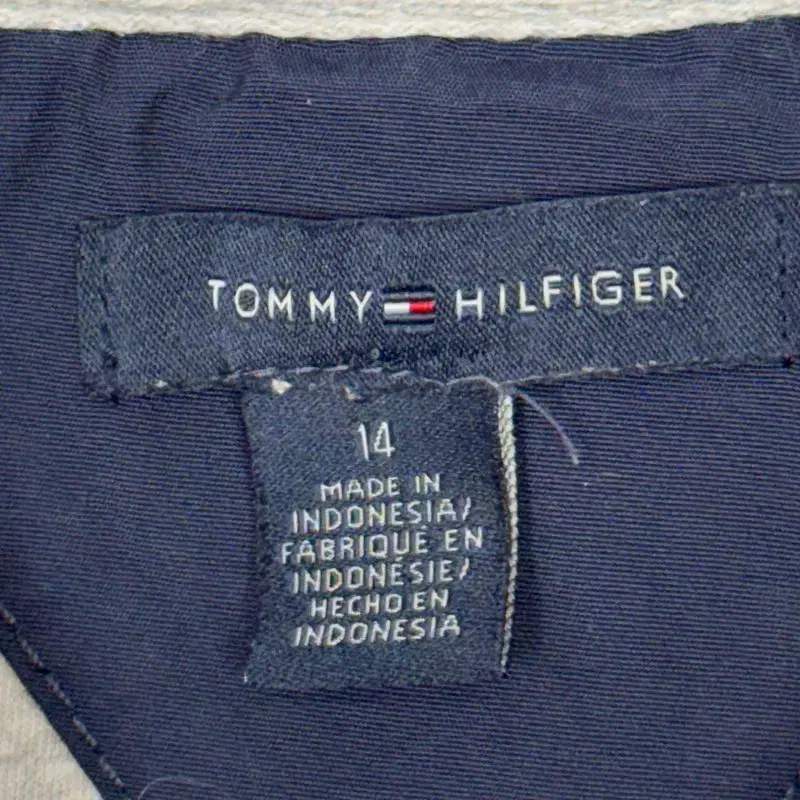 TOMMY HILFIGER
14
MADE IN
INDONESIA/
FABRIQUÉ EN
INDONÉSIE/
HECHO EN
INDONESIA